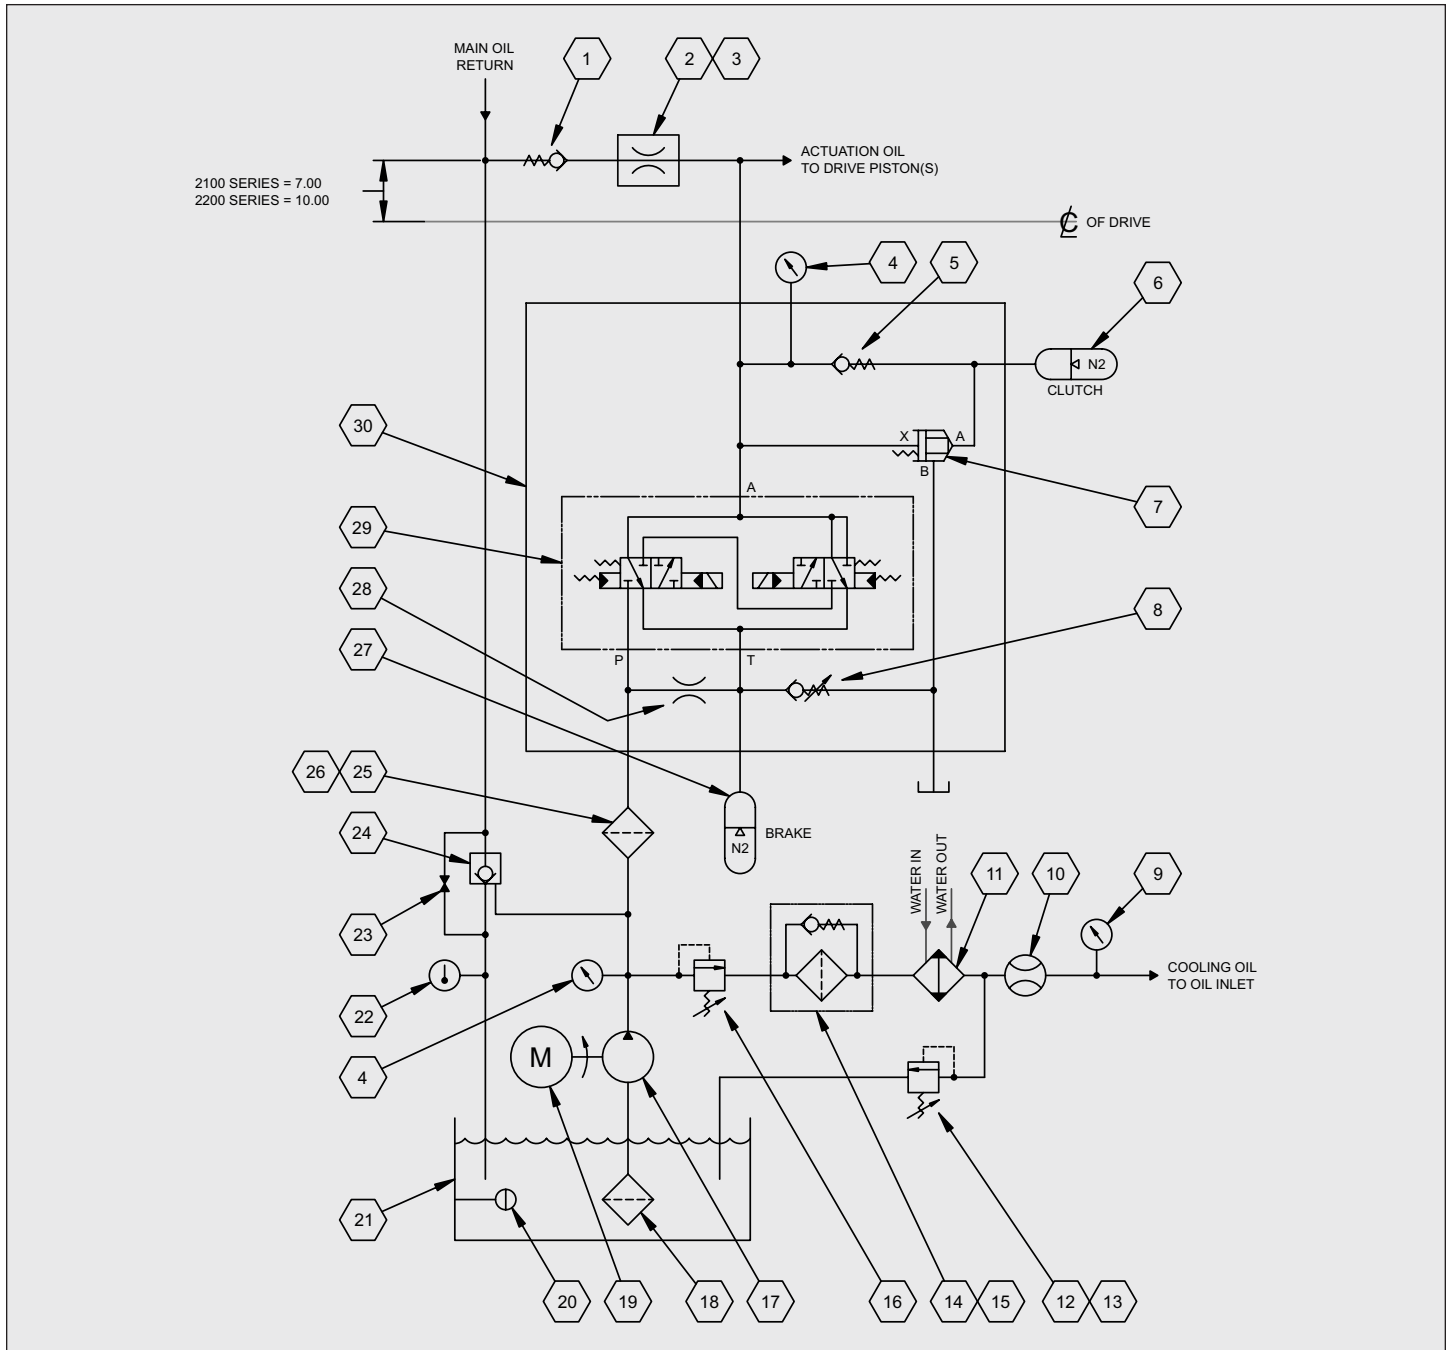 MAIN OIL
RETURN
1
2
3
ACTUATION OIL
TO DRIVE PISTON(S)
2100 SERIES = 7.00
2200 SERIES = 10.00
℄ OF DRIVE
4
5
6
N2
CLUTCH
30
X
A
B
7
A
29
28
8
27
P
T
26
25
BRAKE
N2
24
WATER IN
WATER OUT
11
10
9
23
COOLING OIL
TO OIL INLET
22
M
4
21
20
19
18
17
16
14
15
12
13